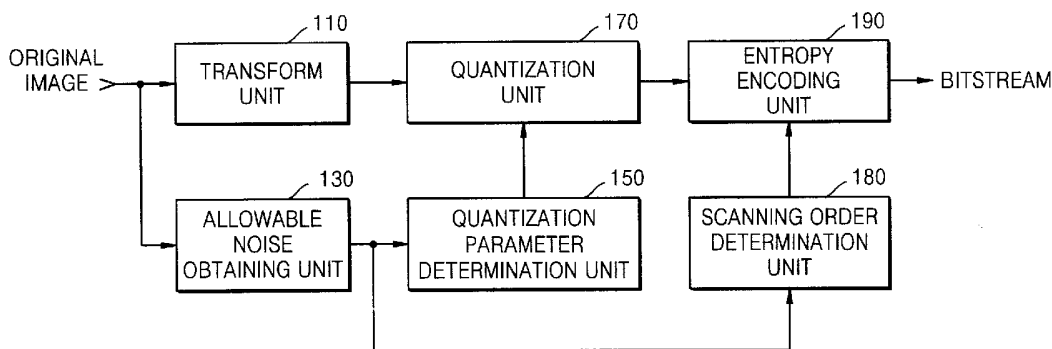 110
170
190
ORIGINAL
IMAGE
TRANSFORM
UNIT
QUANTIZATION
UNIT
ENTROPY
ENCODING
UNIT
BITSTREAM
130
150
180
ALLOWABLE
NOISE
OBTAINING UNIT
QUANTIZATION
PARAMETER
DETERMINATION UNIT
SCANNING ORDER
DETERMINATION
UNIT